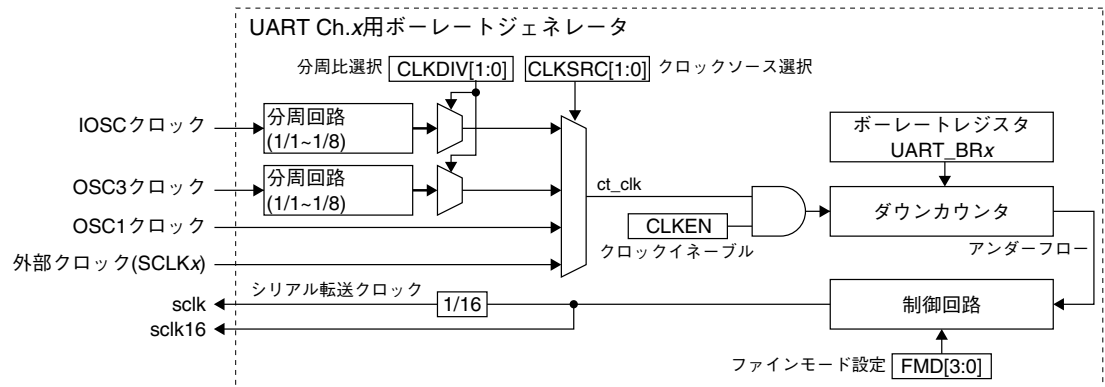 UART Ch.x用ボーレートジェネレータ
分周比選択 CLKDIV[1:0] CLKSRC[1:0] クロックソース選択
IOSCクロック
分周回路
(1/1~1/8)
ボーレートレジスタ
UART_BRx
OSC3クロック
分周回路
(1/1~1/8)
ct_clk
ダウンカウンタ
OSC1クロック
CLKEN
クロックイネーブル
アンダーフロー
外部クロック(SCLKx)
シリアル転送クロック
sclk
1/16
制御回路
sclk16
ファインモード設定 FMD[3:0]